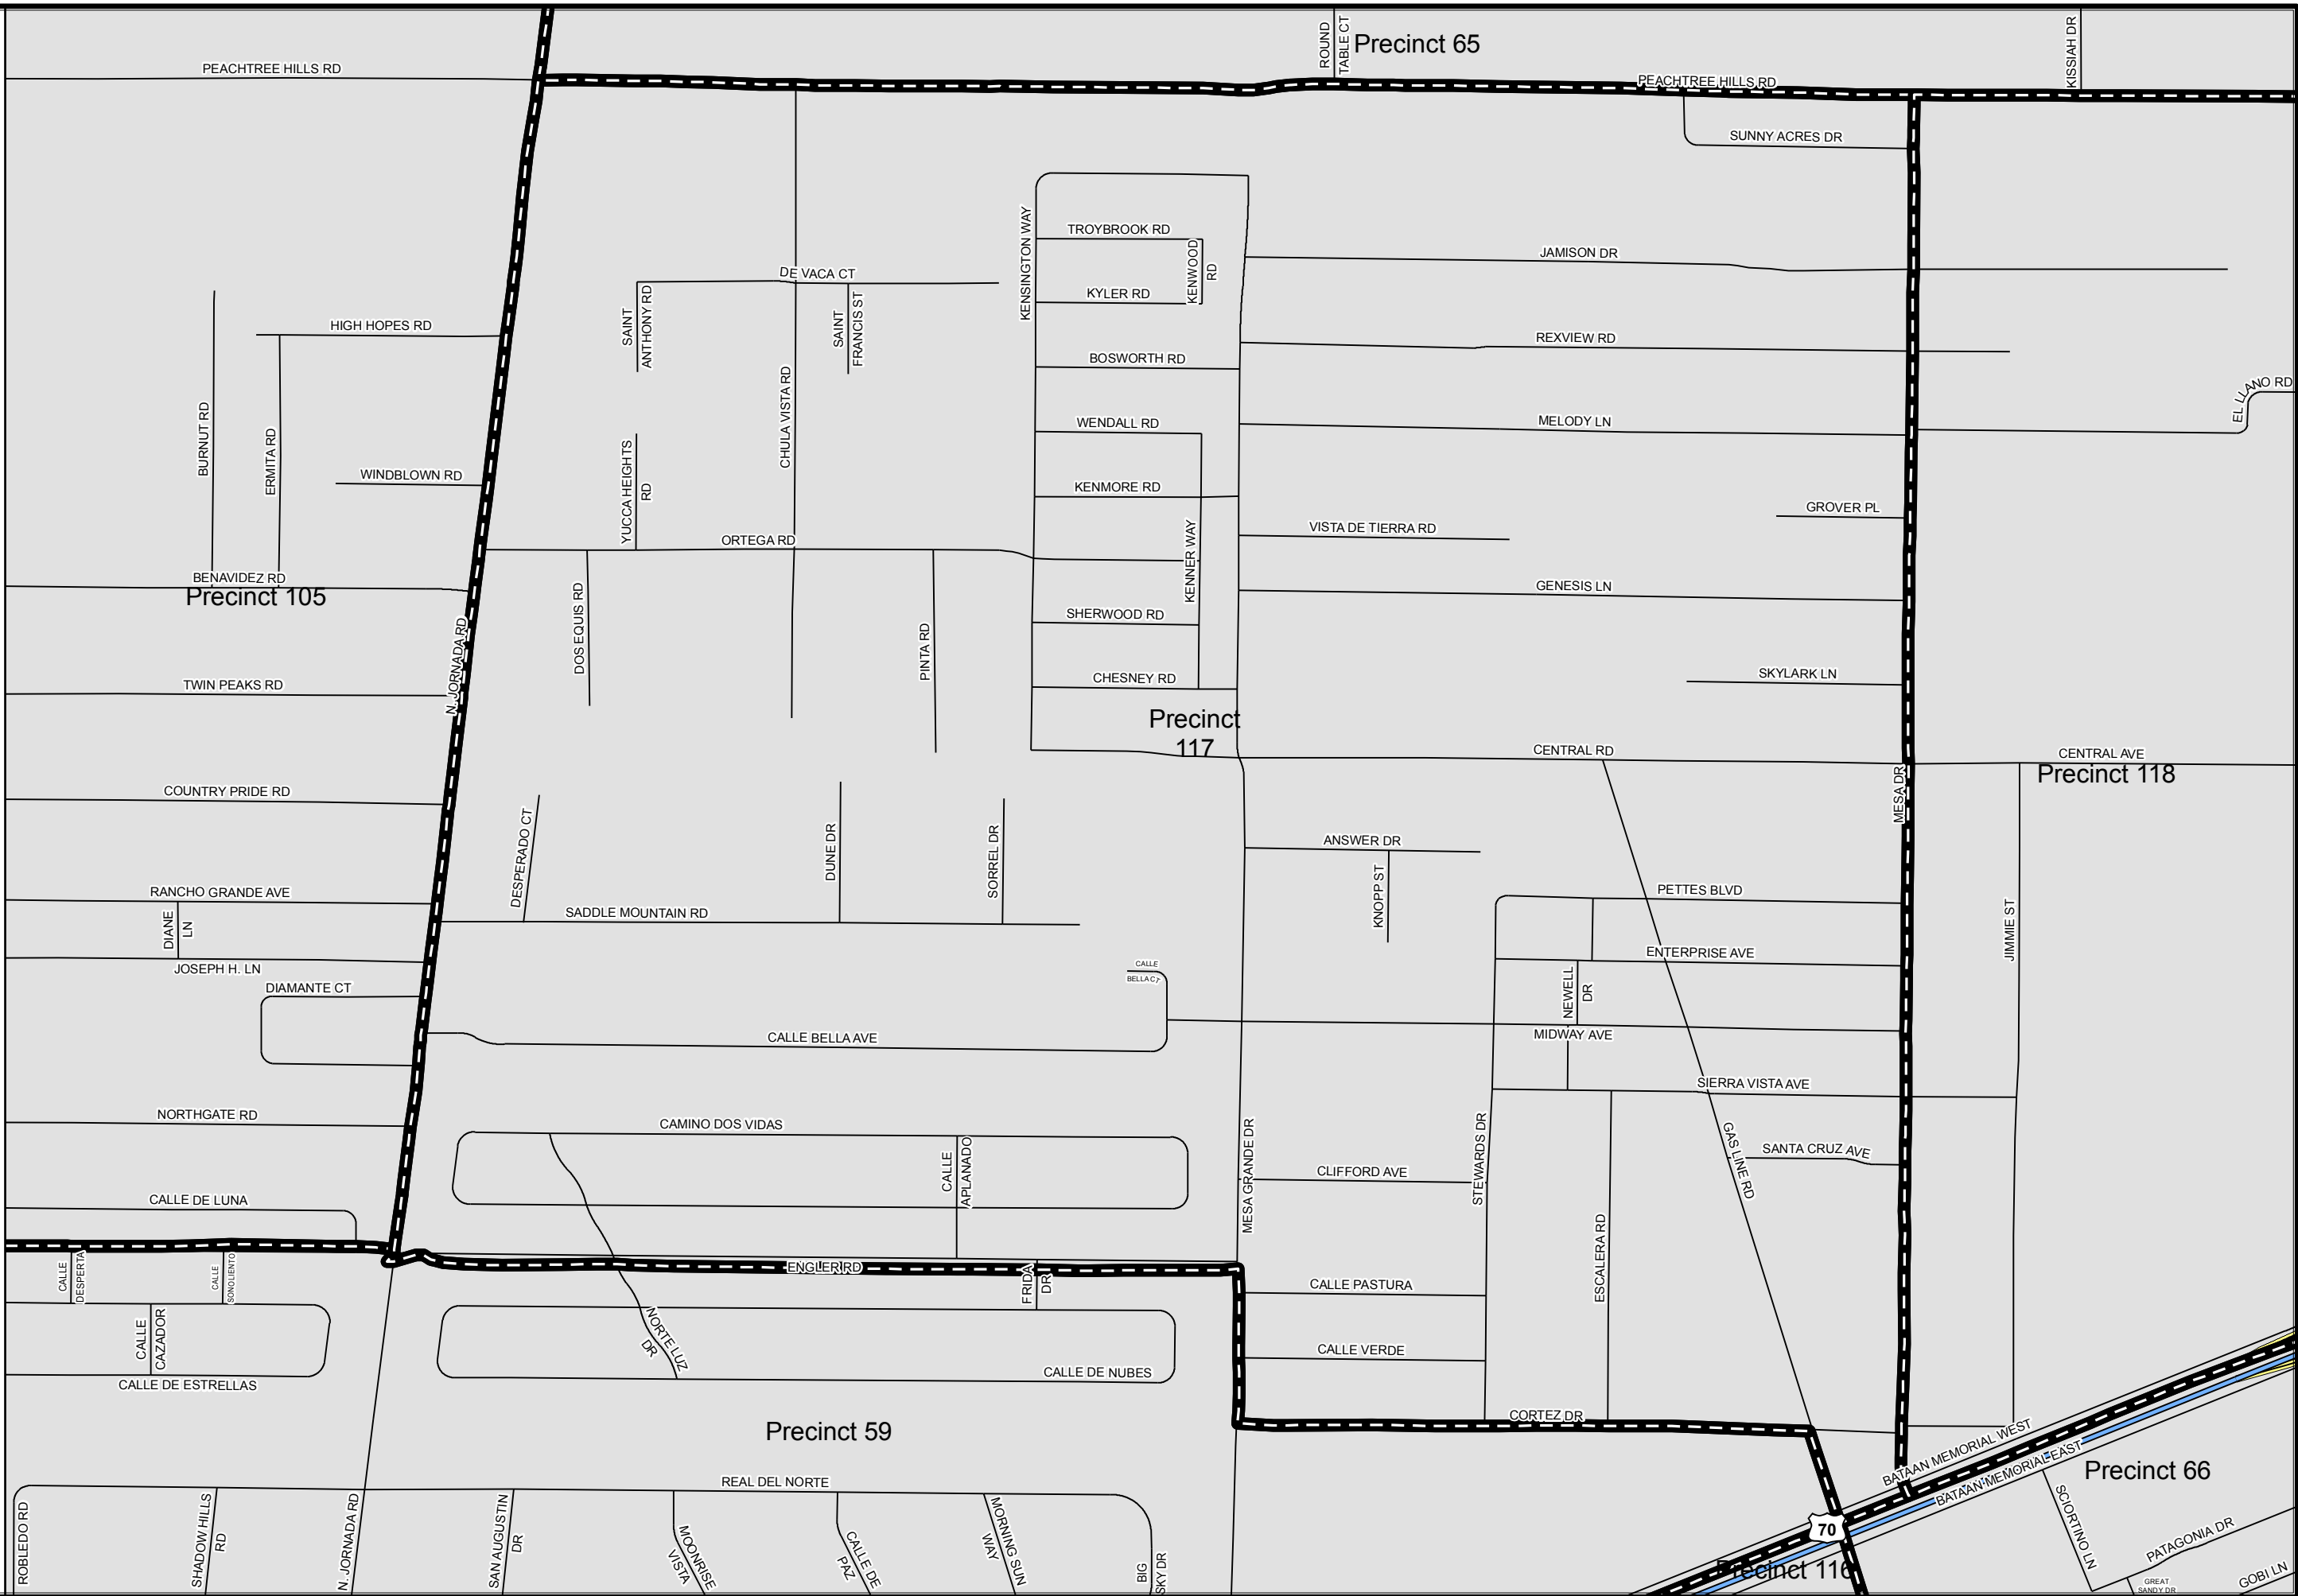 ROUND
TABLE CT
Precinct 65
KISSIAH DR
PEACHTREE HILLS RD
PEACHTREE HILLS RD
SUNNY ACRES DR
KENSINGTON WAY
TROYBROOK RD
KENWOOD
RD
JAMISON DR
DE VACA CT
SAINT
ANTHONY RD
SAINT
FRANCIS ST
KYLER RD
HIGH HOPES RD
REXVIEW RD
BOSWORTH RD
EL LLANO RD
BURNUT RD
ERMITA RD
CHULA VISTA RD
WENDALL RD
MELODY LN
WINDBLOWN RD
YUCCA HEIGHTS
RD
KENMORE RD
GROVER PL
VISTA DE TIERRA RD
ORTEGA RD
KENNER WAY
BENAVIDEZ RD
Precinct 105
GENESIS LN
DOS EQUIS RD
SHERWOOD RD
PINTA RD
N. JORNADA RD
TWIN PEAKS RD
CHESNEY RD
SKYLARK LN
Precinct
117
CENTRAL RD
CENTRAL AVE
Precinct 118
MESA DR
COUNTRY PRIDE RD
DESPERADO CT
DUNE DR
SORREL DR
ANSWER DR
KNOPP ST
RANCHO GRANDE AVE
PETTES BLVD
DIANE
LN
SADDLE MOUNTAIN RD
JIMMIE ST
ENTERPRISE AVE
JOSEPH H. LN
CALLE
BELLA CT
DIAMANTE CT
NEWELL
DR
CALLE BELLA AVE
MIDWAY AVE
SIERRA VISTA AVE
NORTHGATE RD
CAMINO DOS VIDAS
CALLE
APLANADO
MESA GRANDE DR
STEWARDS DR
GAS LINE RD
SANTA CRUZ AVE
CLIFFORD AVE
CALLE DE LUNA
ESCALERA RD
CALLE
DESPERTA
CALLE
SONOLIENTO
ENGLER RD
FRIDA
DR
CALLE PASTURA
CALLE
CAZADOR
NORTE LUZ
DR
CALLE VERDE
CALLE DE NUBES
CALLE DE ESTRELLAS
CORTEZ DR
Precinct 59
BATAAN MEMORIAL WEST
BATAAN MEMORIAL EAST
Precinct 66
REAL DEL NORTE
ROBLEDO RD
SHADOW HILLS
RD
N. JORNADA RD
SAN AUGUSTIN
DR
MOONRISE
VISTA
CALLE DE
PAZ
MORNING SUN
WAY
BIG
SKY DR
70
Precinct 116
SCIORTINO LN
PATAGONIA DR
GREAT
SANDY DR
GOBI LN